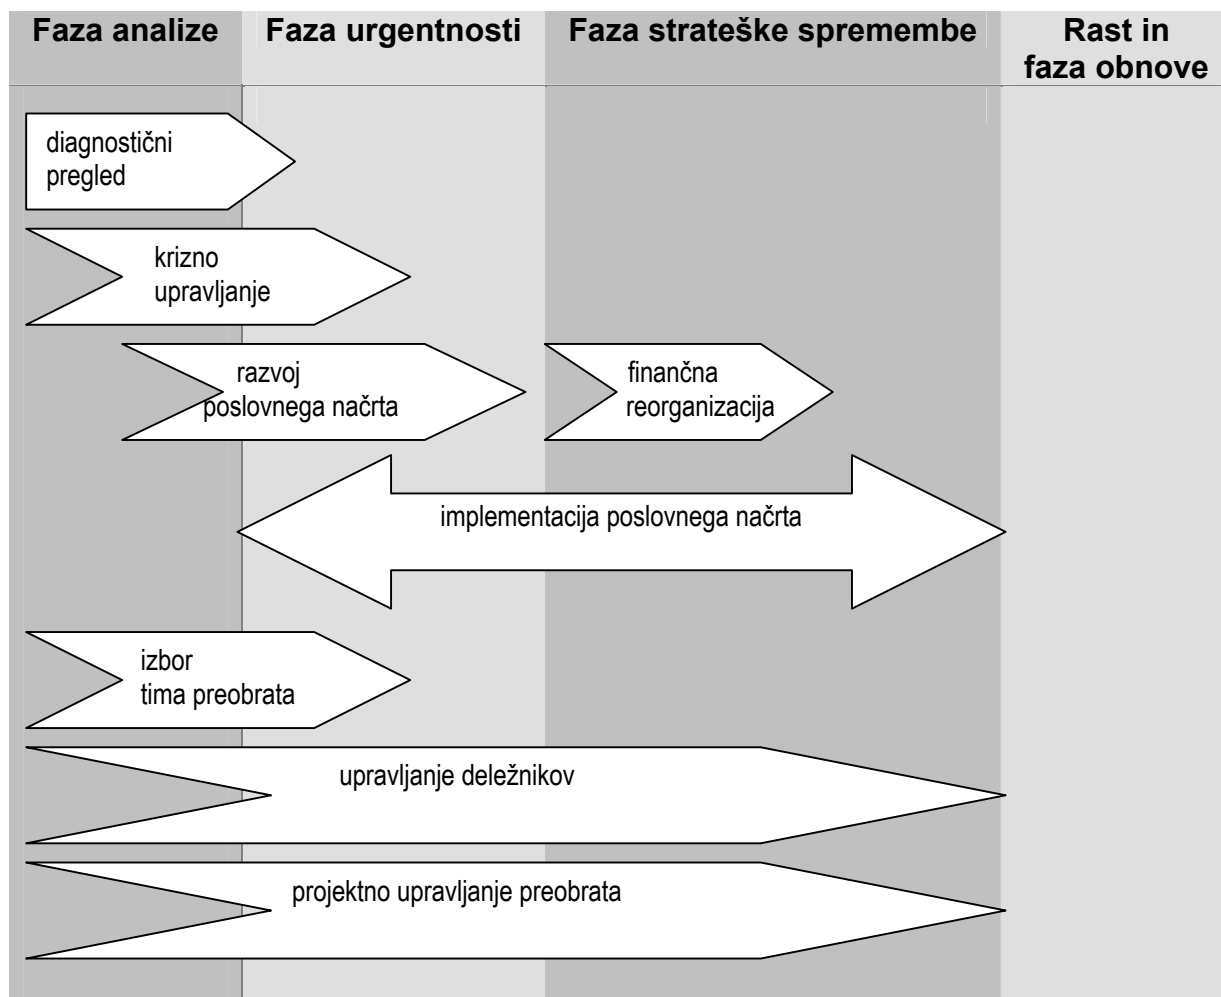 Faza analize
Faza urgentnosti
Faza strateške spremembe
Rast in
faza obnove
diagnostični
pregled
krizno
upravljanje
razvoj
poslovnega načrta
finančna
reorganizacija
implementacija poslovnega načrta
izbor
tima preobrata
upravljanje deležnikov
projektno upravljanje preobrata